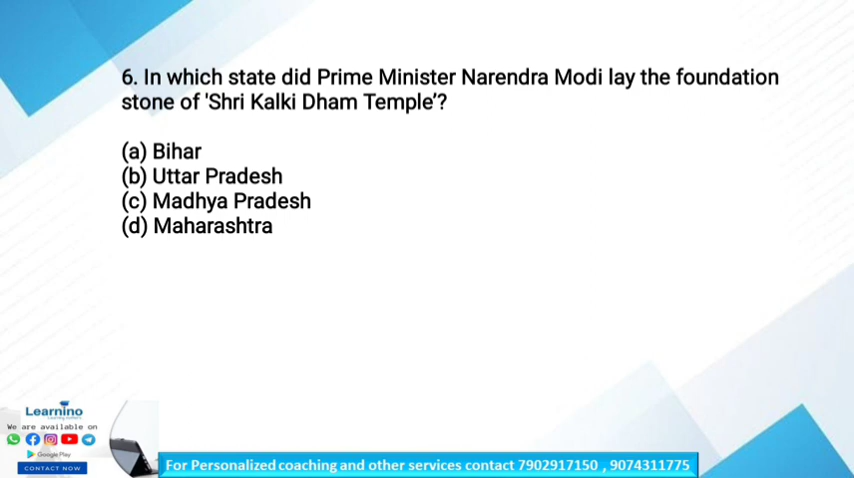 6. In which state did Prime Minister Narendra Modi lay the foundation
stone of 'Shri Kalki Dham Temple'?
(a) Bihar
(b) Uttar Pradesh
(c) Madhya Pradesh
(d) Maharashtra
Learnino
We are available on
Google Play
CONTACT NOW
For Personalized coaching and other services contact 7902917150 , 9074311775